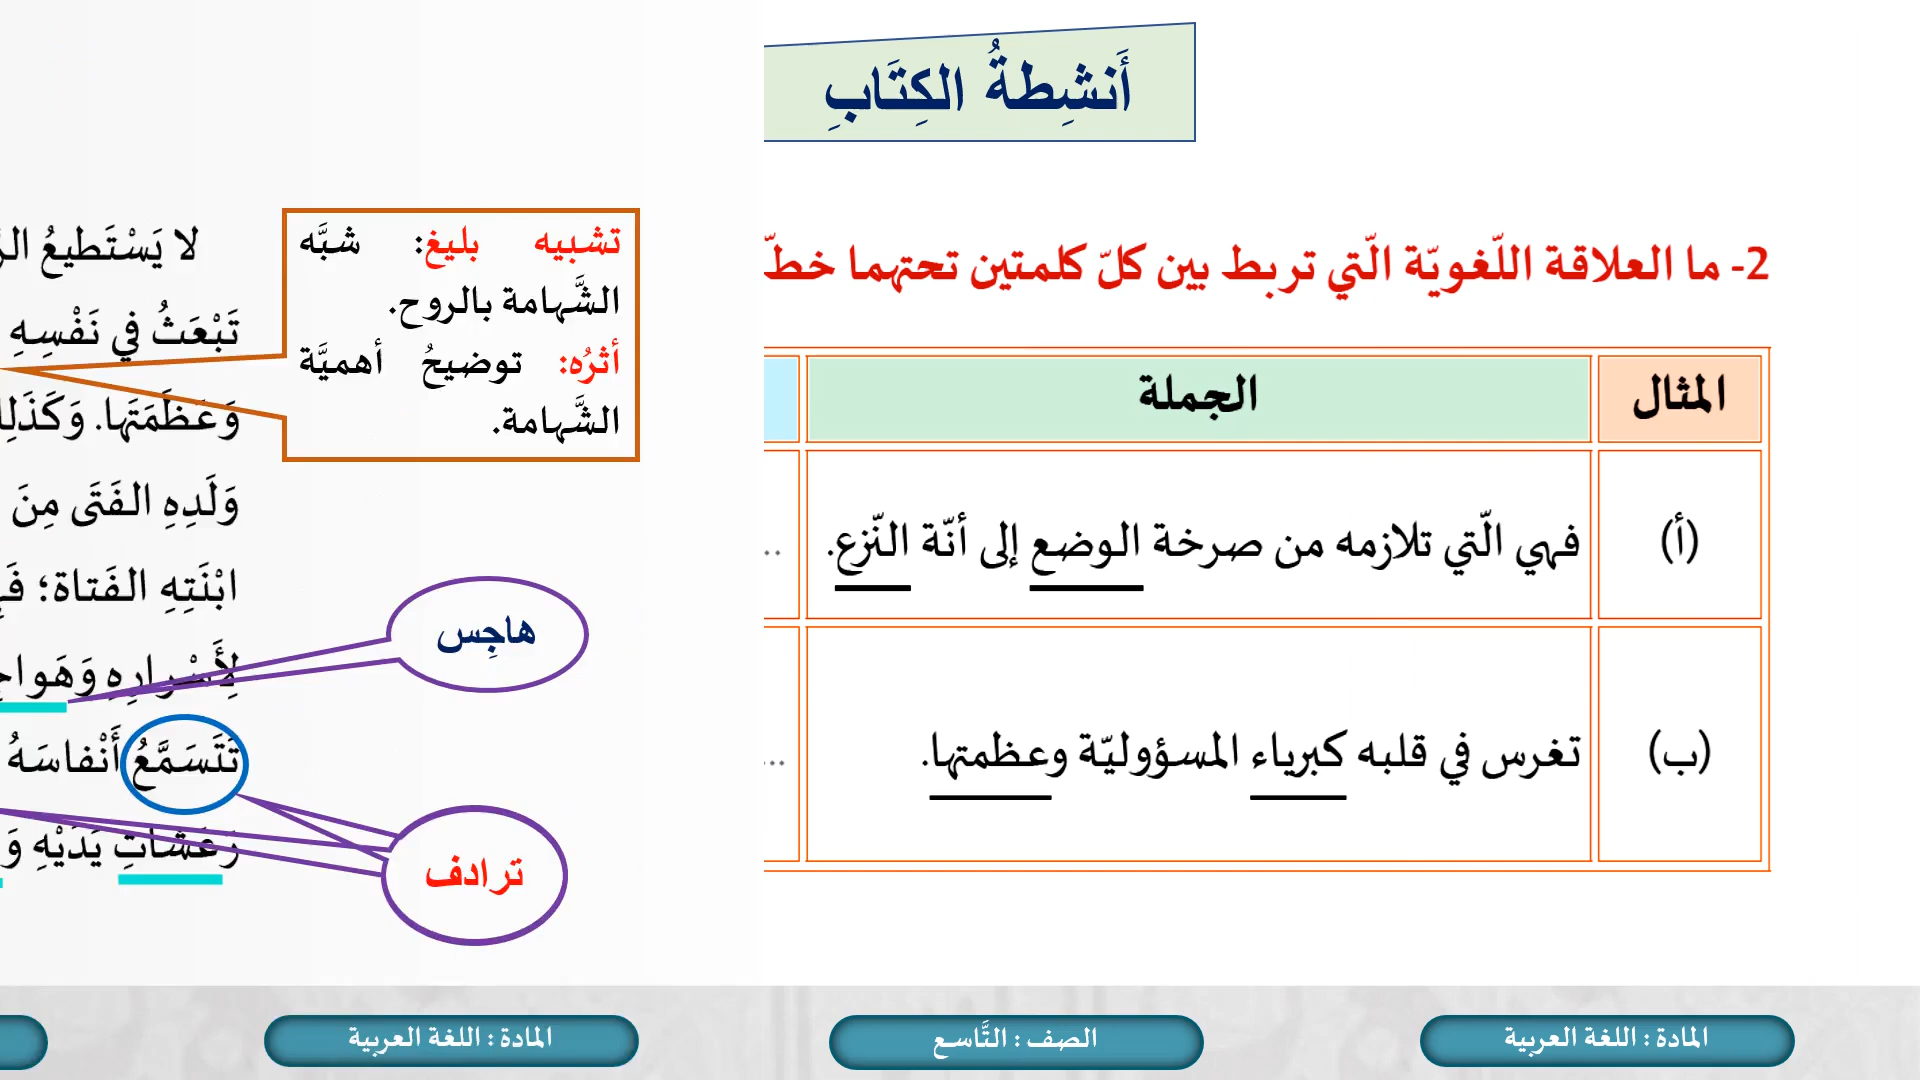 أَنشِطةُ الكِتَابِ
2- ما العلاقة اللّغويّة الّتي تربط بين كلّ كلمتين تحتهما خطّ
المثال
الجملة
(أ)
فهي الّتي تلازمه من صرخة الوضع إلى أنّة النّزع.
..
(ب)
تغرس في قلبه كبرياء المسؤوليّة وعظمتها.
...
تشبيه بليغ: شبَّه
الشَّهامة بالروح.
أثرُه: توضيحُ أهميَّة
الشَّهامة.
لا يَسْتَطيعُ
تَبْعَثُ في نَفْسِهِ
وَعَظَمَتَها. وَكَذَلِ
وَلَدِهِ الفَتَى مِنَ
ابْنَتِهِ الفَتاة؛
لِأَسْرارِهِ
تَتَسَمَّعُ أَنْفاسَهُ
رَعَشاتِ يَدَيْهِ وَ
هاجِس
ترادف
المادة : اللغة العربية
الصف : التَّاسع
المادة : اللغة العربية